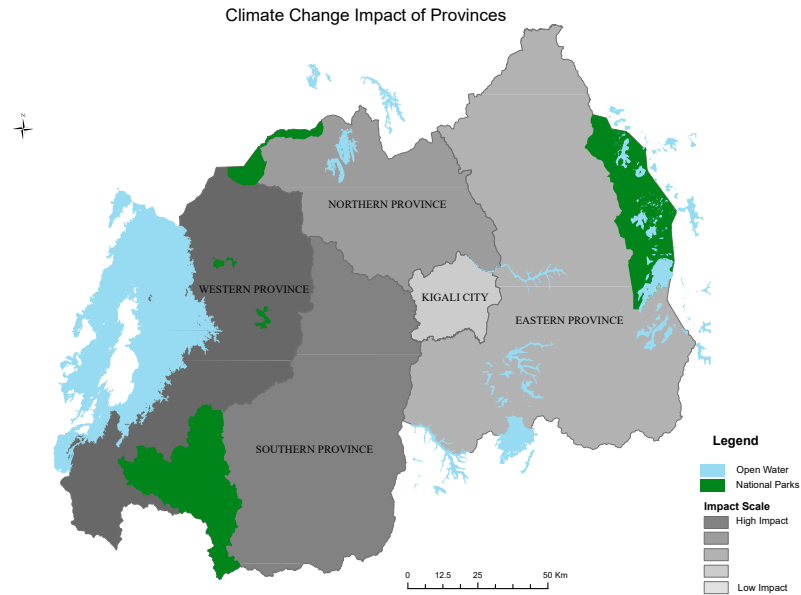 Climate Change Impact of Provinces
N
NORTHERN PROVINCE
WESTERN PROVINCE
KIGALI CITY
EASTERN PROVINCE
SOUTHERN PROVINCE
Legend
Open Water
National Parks
Impact Scale
High Impact
Low Impact
0 12.5 25 50 Km